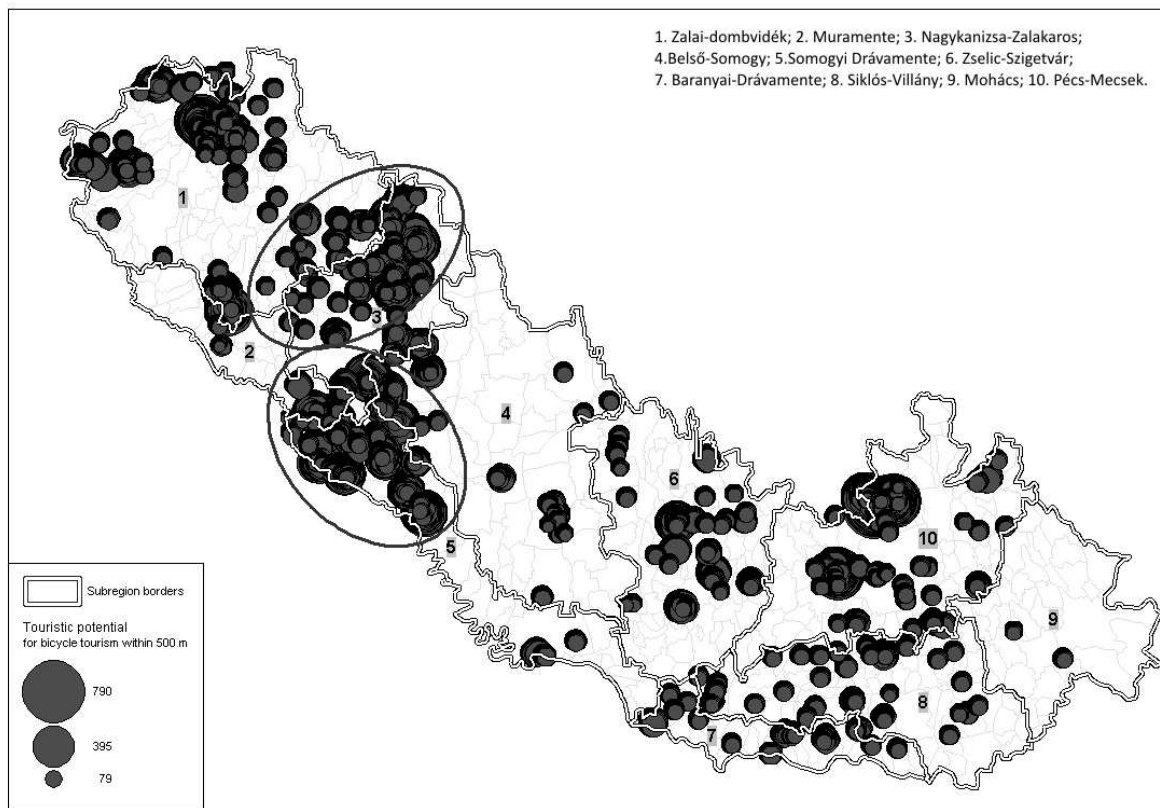 1. Zalai-dombvidék; 2. Muramente; 3. Nagykanizsa-Zalakaros;
4.Belső-Somogy; 5.Somogyi Drávamente; 6. Zselic-Szigetvár;
7. Baranyai-Drávamente; 8. Siklós-Villány; 9. Mohács; 10. Pécs-Mecsek.
1
2
3
4
5
6
7
8
9
10
Subregion borders
Touristic potential
for bicycle tourism within 500 m
790
395
79